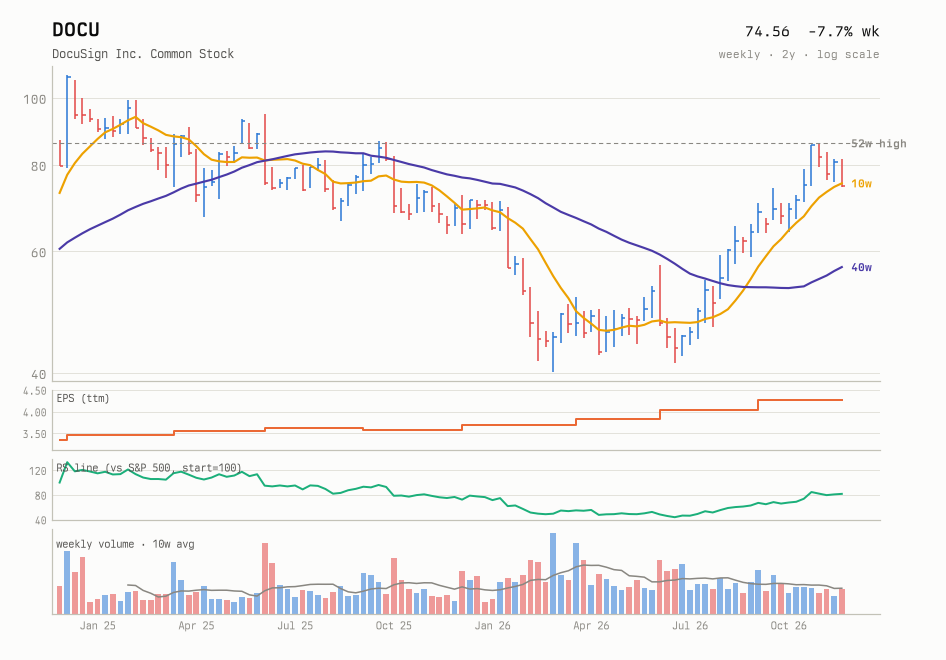 DOCU
74.56  -7.7% wk
DocuSign Inc. Common Stock
weekly · 2y · log scale
100
52w high
80
10w
60
40w
40
4.50
EPS (ttm)
4.00
3.50
RS line (vs S&P 500, start=100)
120
80
40
weekly volume · 10w avg
Jan 25
Apr 25
Jul 25
Oct 25
Jan 26
Apr 26
Jul 26
Oct 26